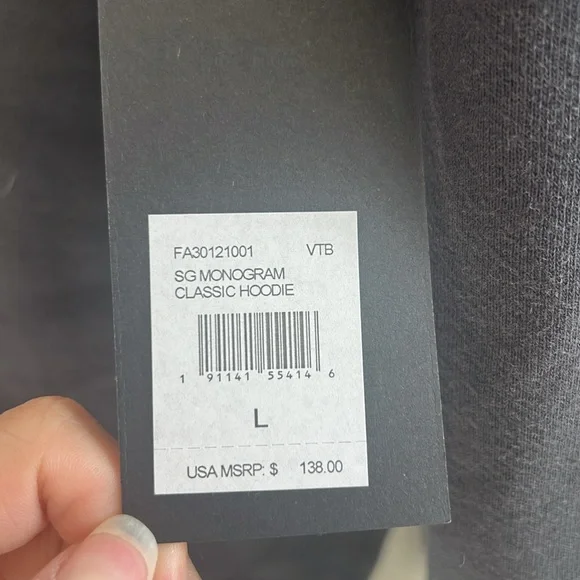 FA30121001 VTB
SG MONOGRAM
CLASSIC HOODIE
1 91141 55414 6
L
USA MSRP: $ 138.00